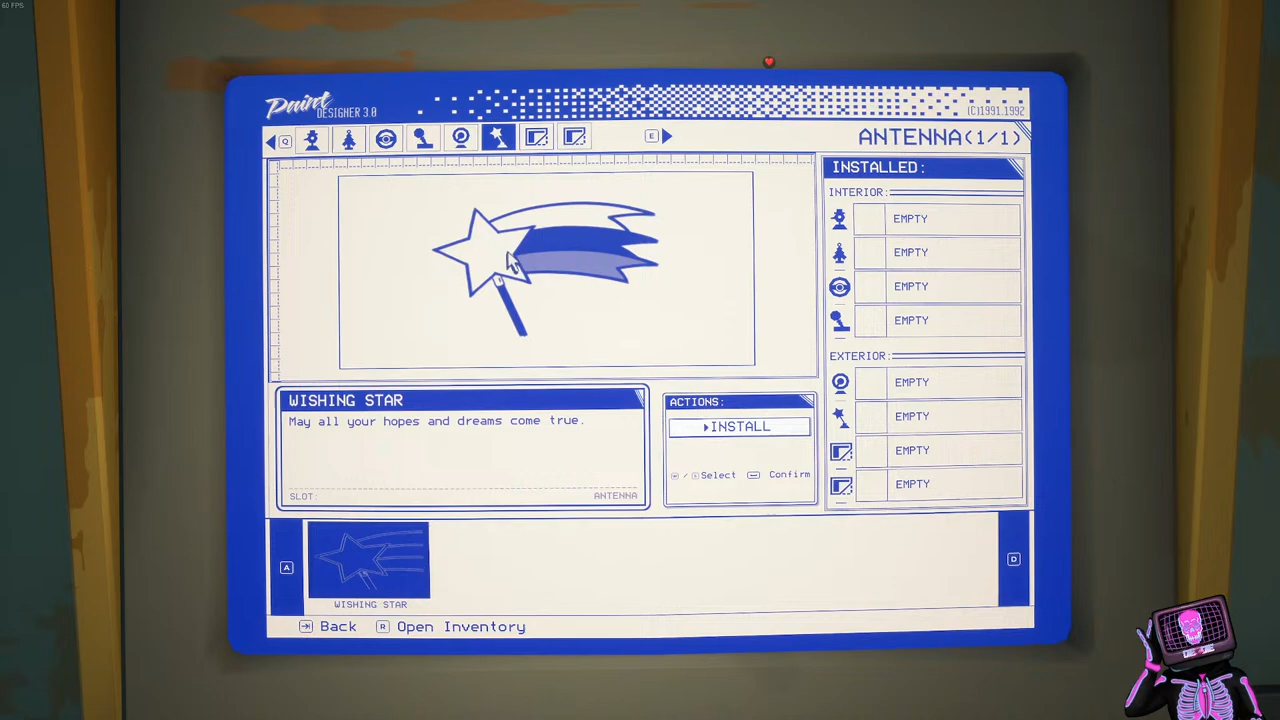 60 FPS
Paint
DESIGNER 3.0
(C)1991.1992
Q
E
ANTENNA(1/1)
INSTALLED:
INTERIOR:
EMPTY
EMPTY
EMPTY
EMPTY
EXTERIOR:
EMPTY
EMPTY
EMPTY
EMPTY
WISHING STAR
May all your hopes and dreams come true.
SLOT: ANTENNA
ACTIONS:
INSTALL
/ Select Confirm
A
D
WISHING STAR
Back R Open Inventory